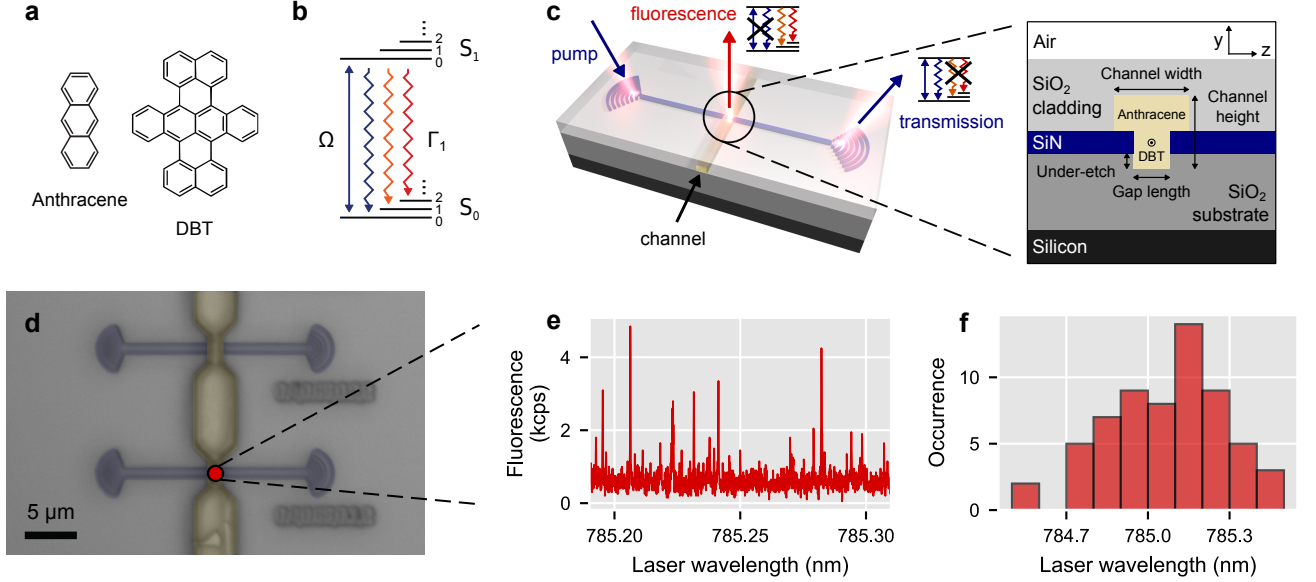 a
Anthracene
DBT
b
2
1
0
S1
Ω
Γ1
2
1
0
S0
c
fluorescence
pump
transmission
channel
Air
y
z
SiO2
cladding
Channel width
Anthracene
Channel
height
SiN
DBT
Under-etch
Gap length
SiO2
substrate
Silicon
d
5 μm
e
Fluorescence
(kcps)
4
2
0
785.20
785.25
785.30
Laser wavelength (nm)
f
Occurrence
10
5
0
784.7
785.0
785.3
Laser wavelength (nm)